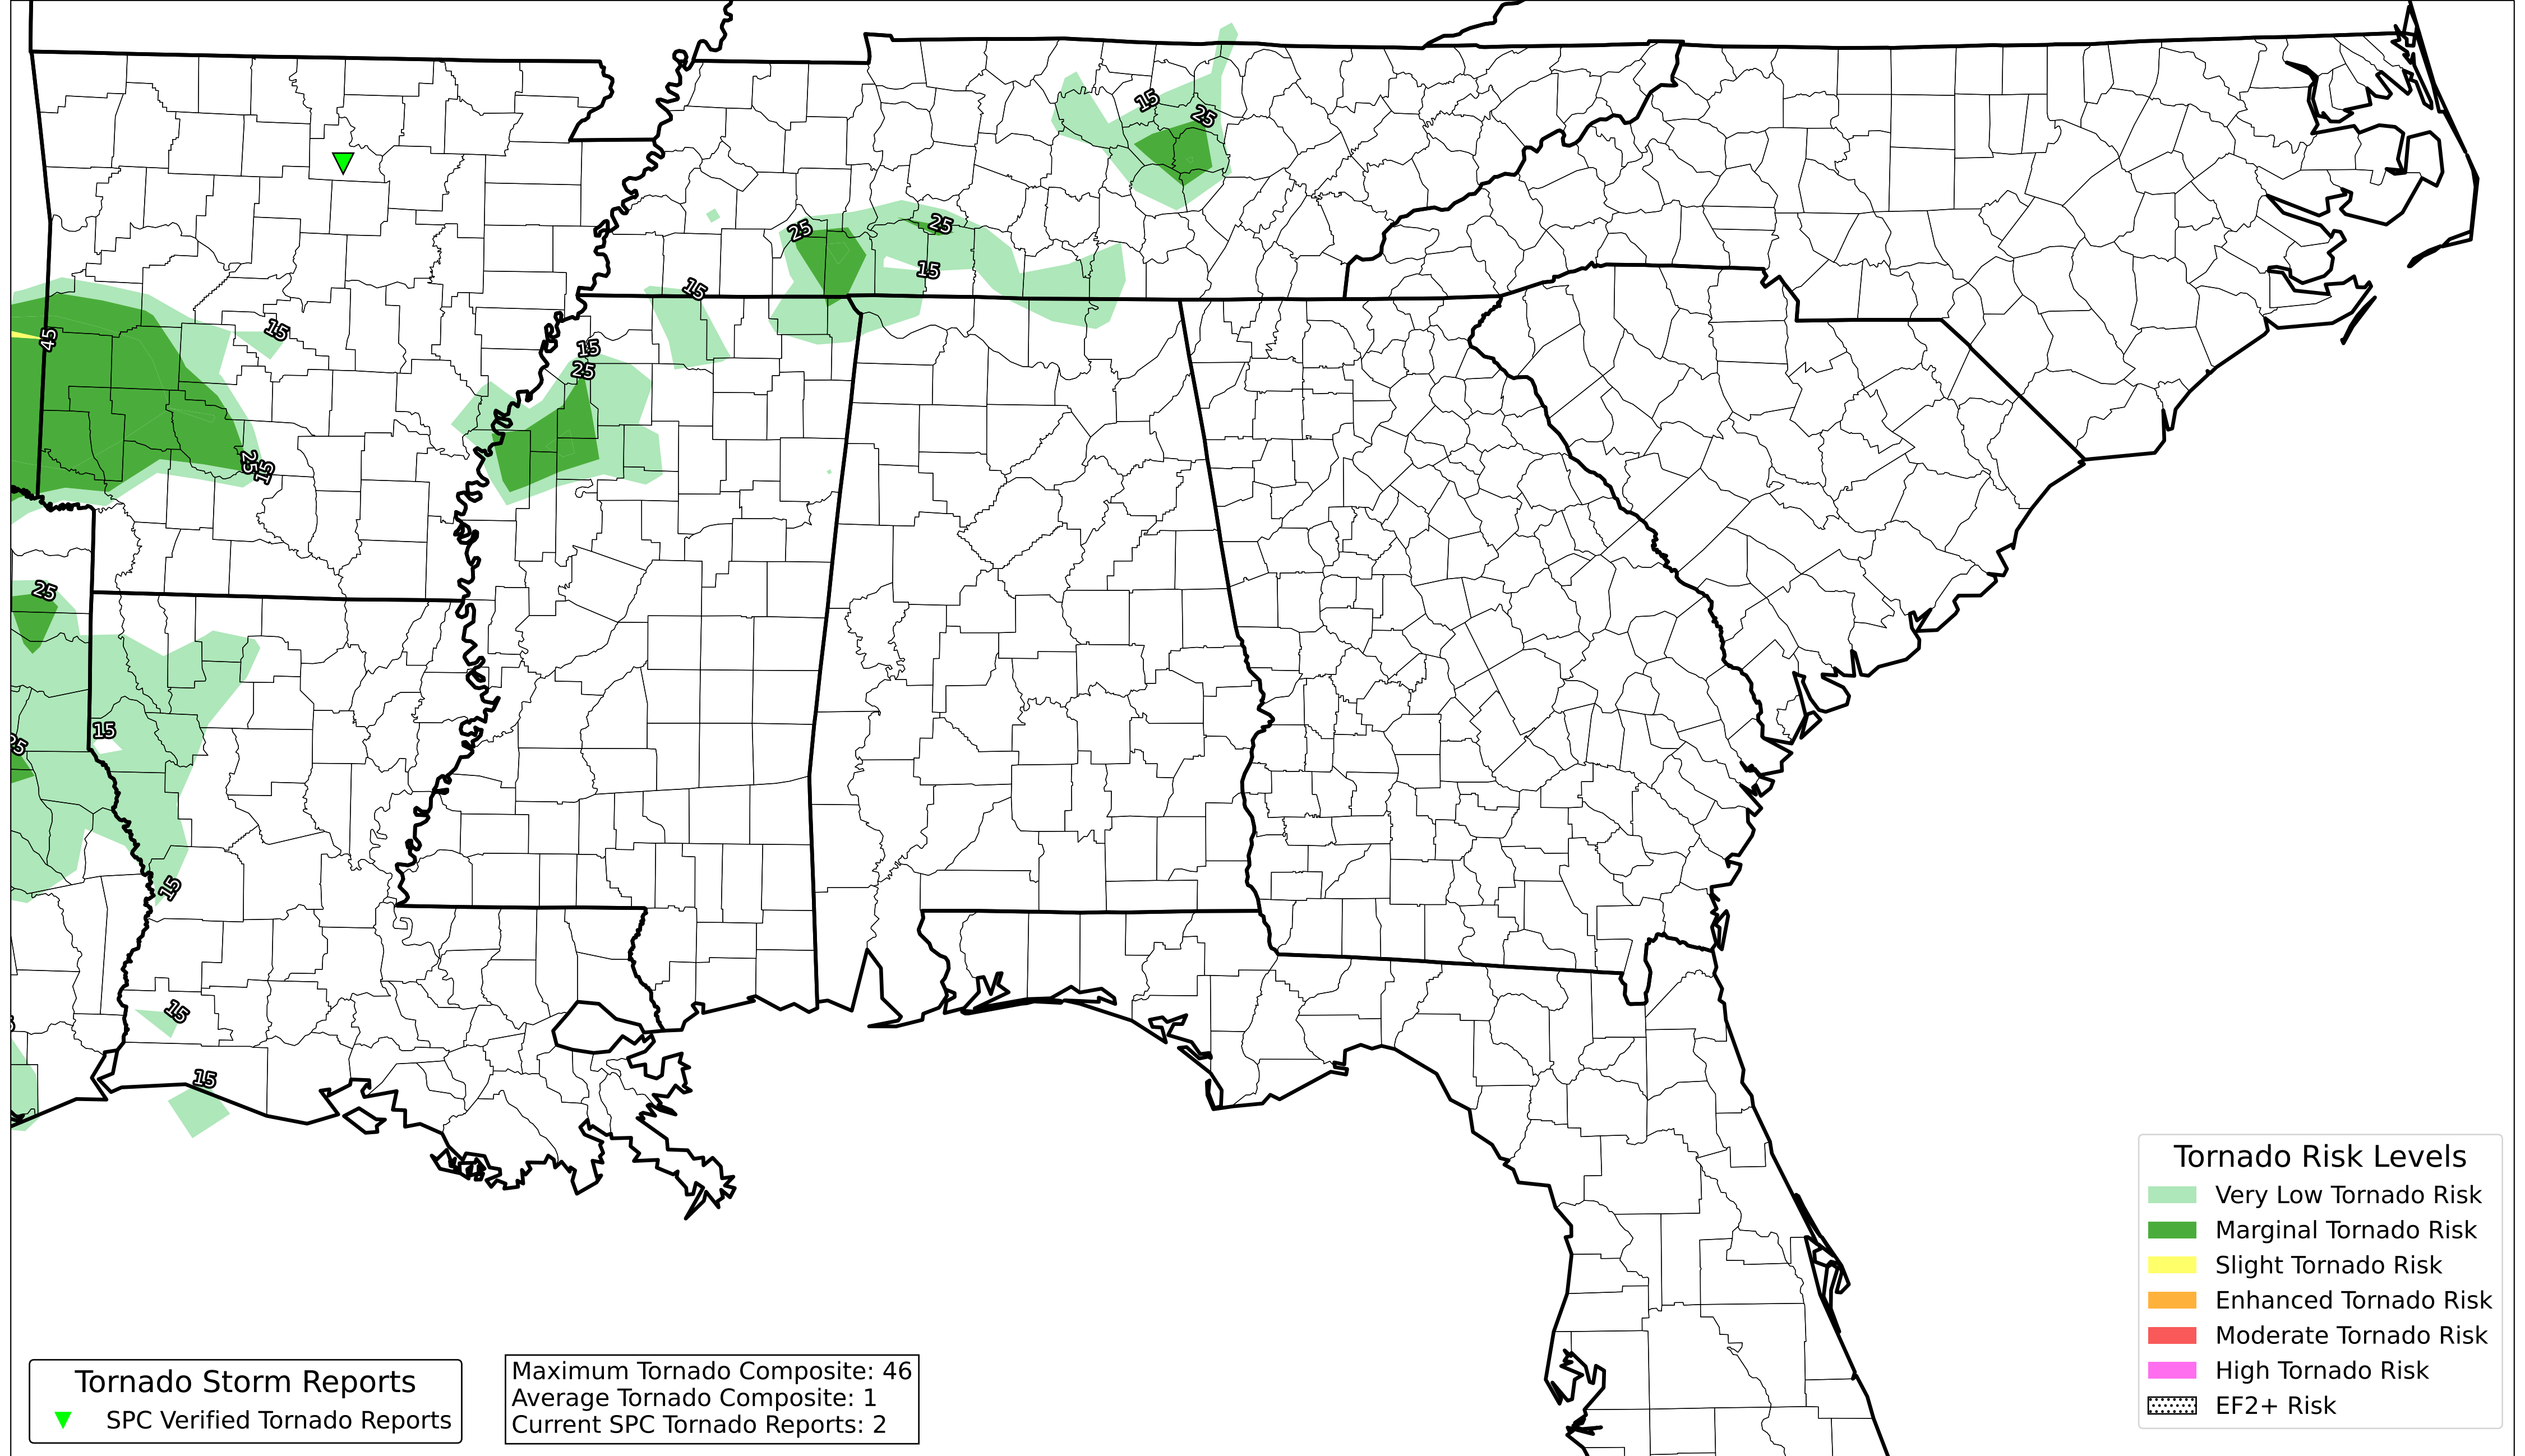 15
25
25
25
15
15
45
15
15
25
25
15
25
15
25
15
15
15
Tornado Risk Levels
Very Low Tornado Risk
Marginal Tornado Risk
Slight Tornado Risk
Enhanced Tornado Risk
Moderate Tornado Risk
High Tornado Risk
EF2+ Risk
Tornado Storm Reports
SPC Verified Tornado Reports
Maximum Tornado Composite: 46
Average Tornado Composite: 1
Current SPC Tornado Reports: 2